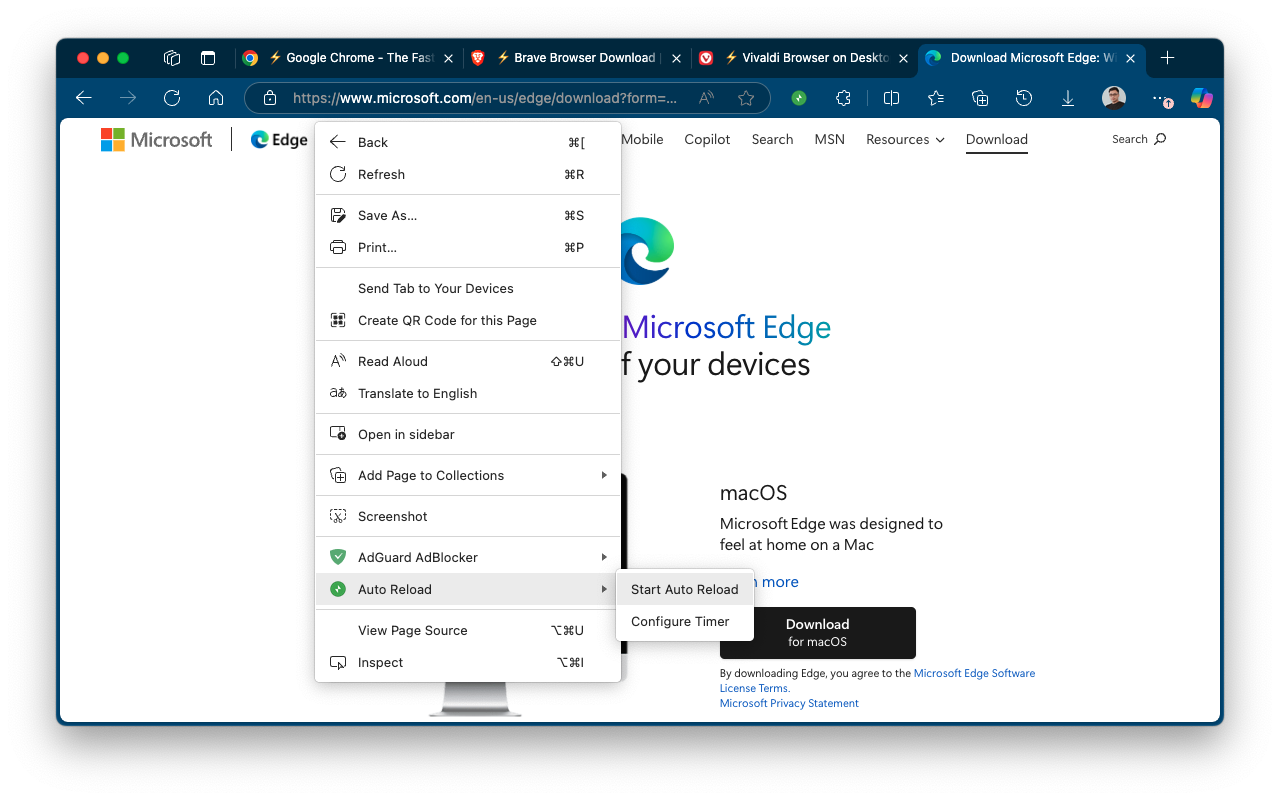 ⚡ Google Chrome - The Fast
⚡ Brave Browser Download
⚡ Vivaldi Browser on Deskto
Download Microsoft Edge: Wi
https://www.microsoft.com/en-us/edge/download?form=...
Microsoft
Edge
Mobile
Copilot
Search
MSN
Resources
Download
Search
Back ⌘[
Refresh ⌘R
Save As... ⌘S
Print... ⌘P
Send Tab to Your Devices
Create QR Code for this Page
Read Aloud ⇧⌘U
Translate to English
Open in sidebar
Add Page to Collections
Screenshot
AdGuard AdBlocker
Auto Reload
View Page Source ⌥⌘U
Inspect ⌥⌘I
Start Auto Reload
Configure Timer
Microsoft Edge
f your devices
macOS
Microsoft Edge was designed to
feel at home on a Mac
more
Download
for macOS
By downloading Edge, you agree to the Microsoft Edge Software
License Terms.
Microsoft Privacy Statement